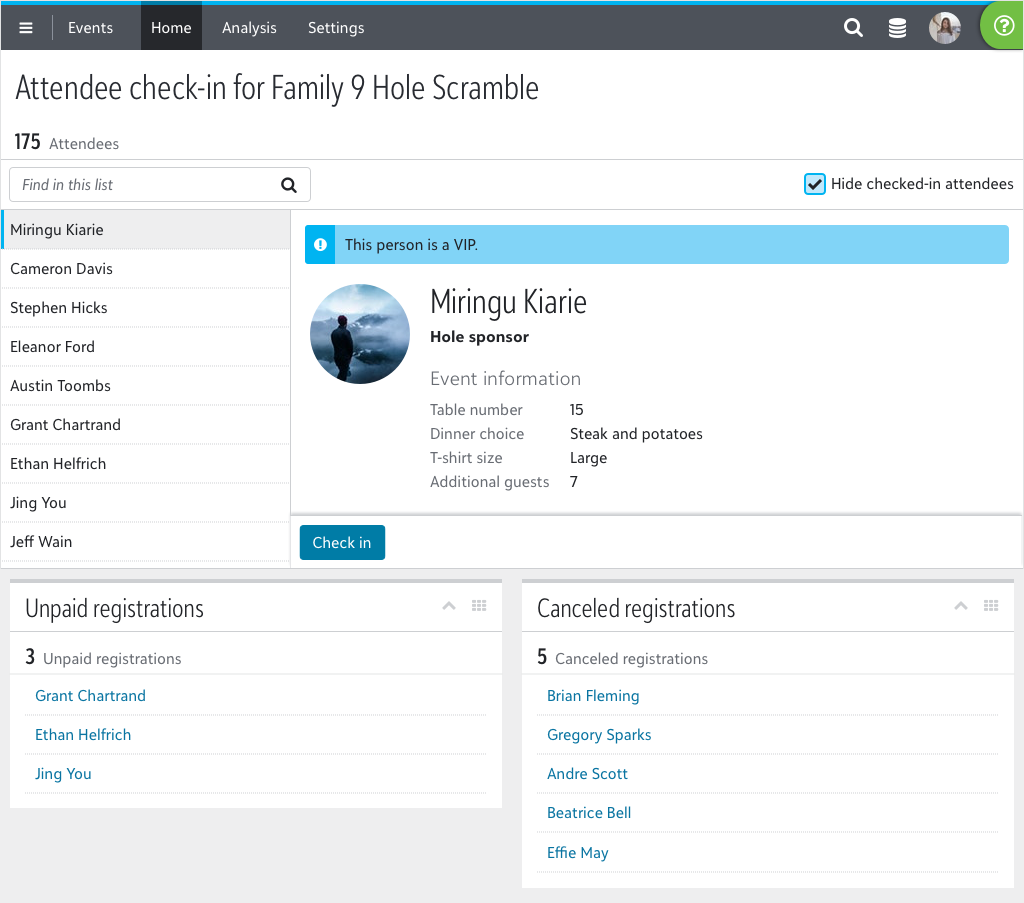 Events Home Analysis Settings
Attendee check-in for Family 9 Hole Scramble
175 Attendees
Find in this list
Hide checked-in attendees
Miringu Kiarie
Cameron Davis
Stephen Hicks
Eleanor Ford
Austin Toombs
Grant Chartrand
Ethan Helfrich
Jing You
Jeff Wain
This person is a VIP.
Miringu Kiarie
Hole sponsor
Event information
Table number 15
Dinner choice Steak and potatoes
T-shirt size Large
Additional guests 7
Check in
Unpaid registrations
3 Unpaid registrations
Grant Chartrand
Ethan Helfrich
Jing You
Canceled registrations
5 Canceled registrations
Brian Fleming
Gregory Sparks
Andre Scott
Beatrice Bell
Effie May